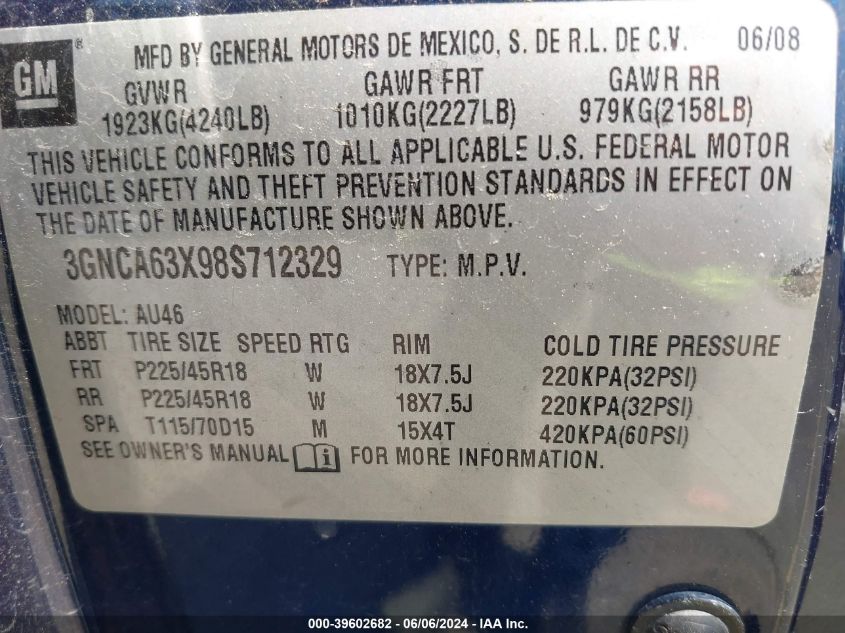 GM ® MFD BY GENERAL MOTORS DE MEXICO, S. DE R.L. DE C.V. 06/08
GVWR GAWR FRT GAWR RR
1923KG(4240LB) 1010KG(2227LB) 979KG(2158LB)
THIS VEHICLE CONFORMS TO ALL APPLICABLE U.S. FEDERAL MOTOR
VEHICLE SAFETY AND THEFT PREVENTION STANDARDS IN EFFECT ON
THE DATE OF MANUFACTURE SHOWN ABOVE.
3GNCA63X98S712329 TYPE: M.P.V.
MODEL: AU46
ABBT TIRE SIZE SPEED RTG RIM COLD TIRE PRESSURE
FRT P225/45R18 W 18X7.5J 220KPA(32PSI)
RR P225/45R18 W 18X7.5J 220KPA(32PSI)
SPA T115/70D15 M 15X4T 420KPA(60PSI)
SEE OWNER'S MANUAL i FOR MORE INFORMATION.
000-39602682 - 06/06/2024 - IAA Inc.